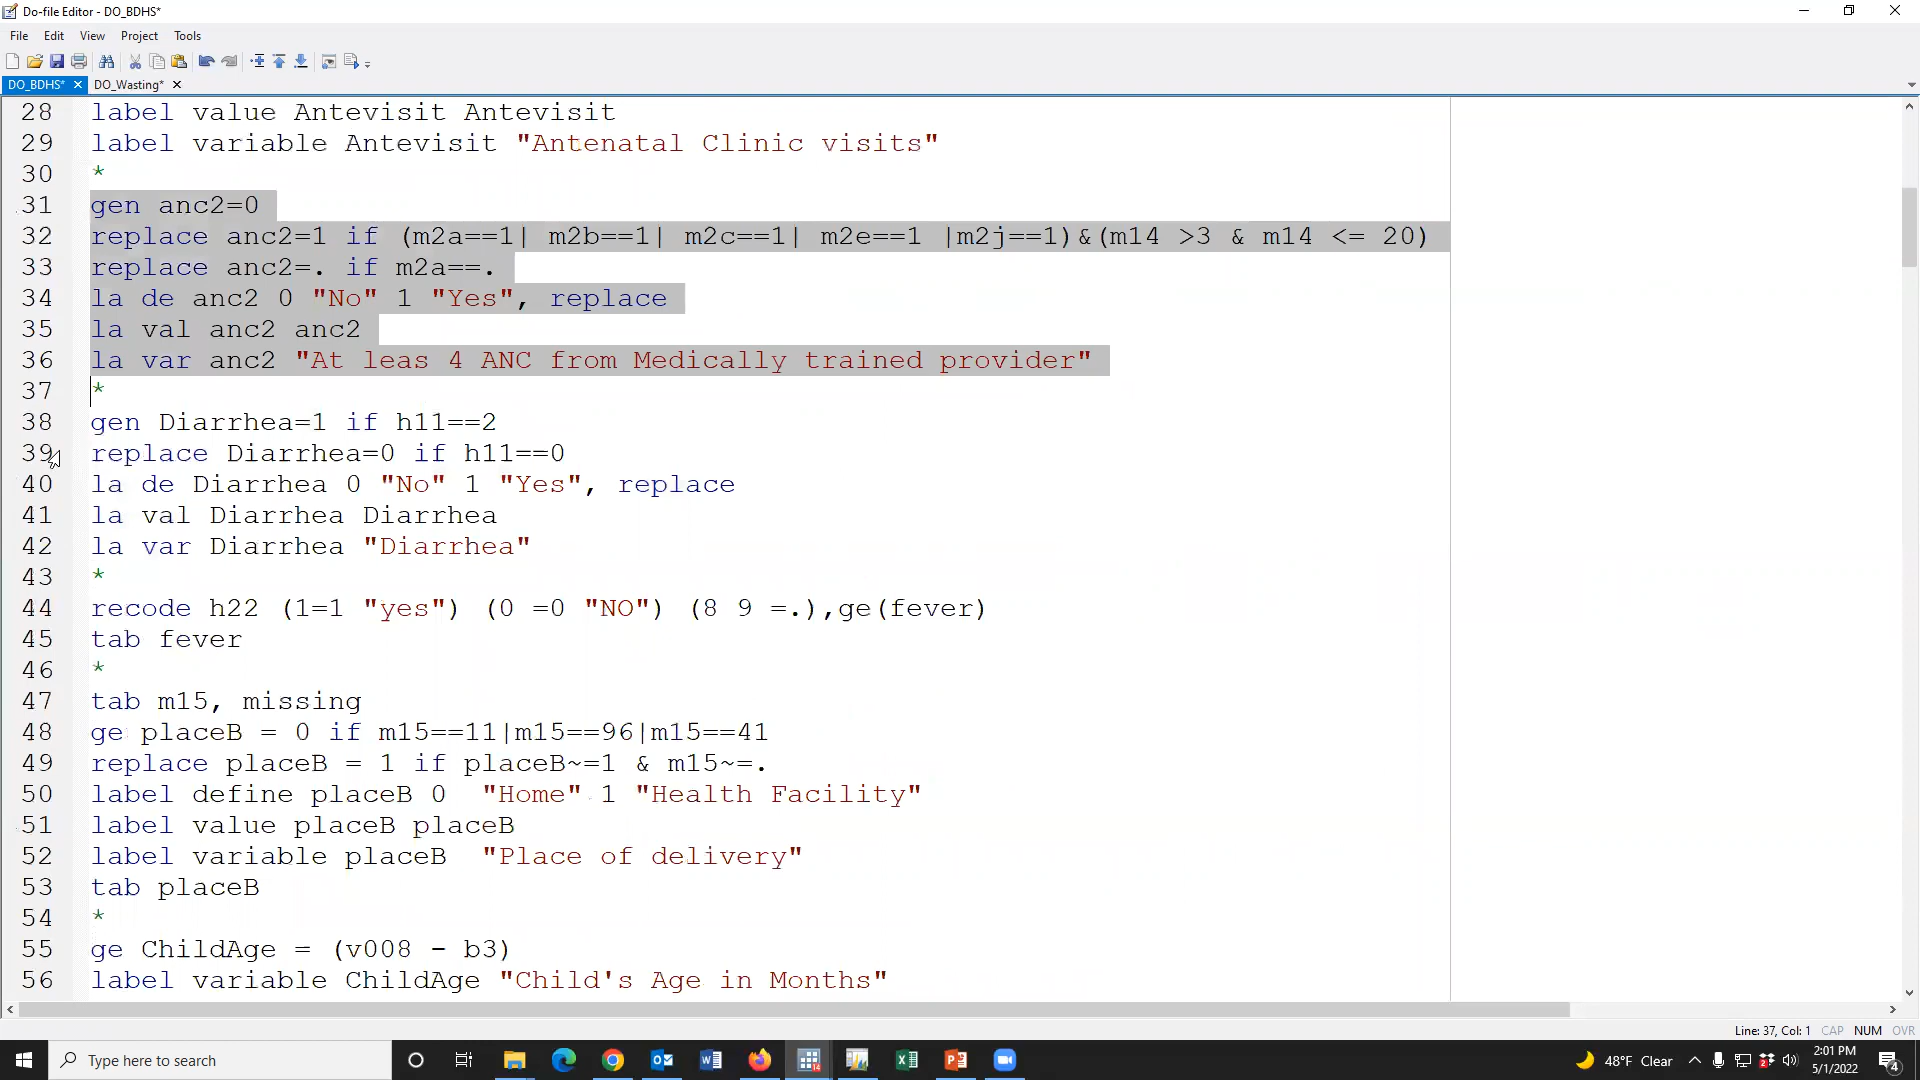 Do-file Editor - DO_BDHS*
File Edit View Project Tools
DO_BDHS* × DO_Wasting* ×
28 label value Antevisit Antevisit
29 label variable Antevisit "Antenatal Clinic visits"
30 *
31 gen anc2=0
32 replace anc2=1 if (m2a==1| m2b==1| m2c==1| m2e==1 |m2j==1)&(m14 >3 & m14 <= 20)
33 replace anc2=. if m2a==.
34 la de anc2 0 "No" 1 "Yes", replace
35 la val anc2 anc2
36 la var anc2 "At leas 4 ANC from Medically trained provider"
37 *
38 gen Diarrhea=1 if h11==2
39 replace Diarrhea=0 if h11==0
40 la de Diarrhea 0 "No" 1 "Yes", replace
41 la val Diarrhea Diarrhea
42 la var Diarrhea "Diarrhea"
43 *
44 recode h22 (1=1 "yes") (0 =0 "NO") (8 9 =.),ge(fever)
45 tab fever
46 *
47 tab m15, missing
48 ge placeB = 0 if m15==11|m15==96|m15==41
49 replace placeB = 1 if placeB~=1 & m15~=.
50 label define placeB 0  "Home" 1 "Health Facility"
51 label value placeB placeB
52 label variable placeB  "Place of delivery"
53 tab placeB
54 *
55 ge ChildAge = (v008 - b3)
56 label variable ChildAge "Child's Age in Months"
Line: 37, Col: 1 CAP NUM OVR
Type here to search
14
48°F Clear
2:01 PM
5/1/2022
4